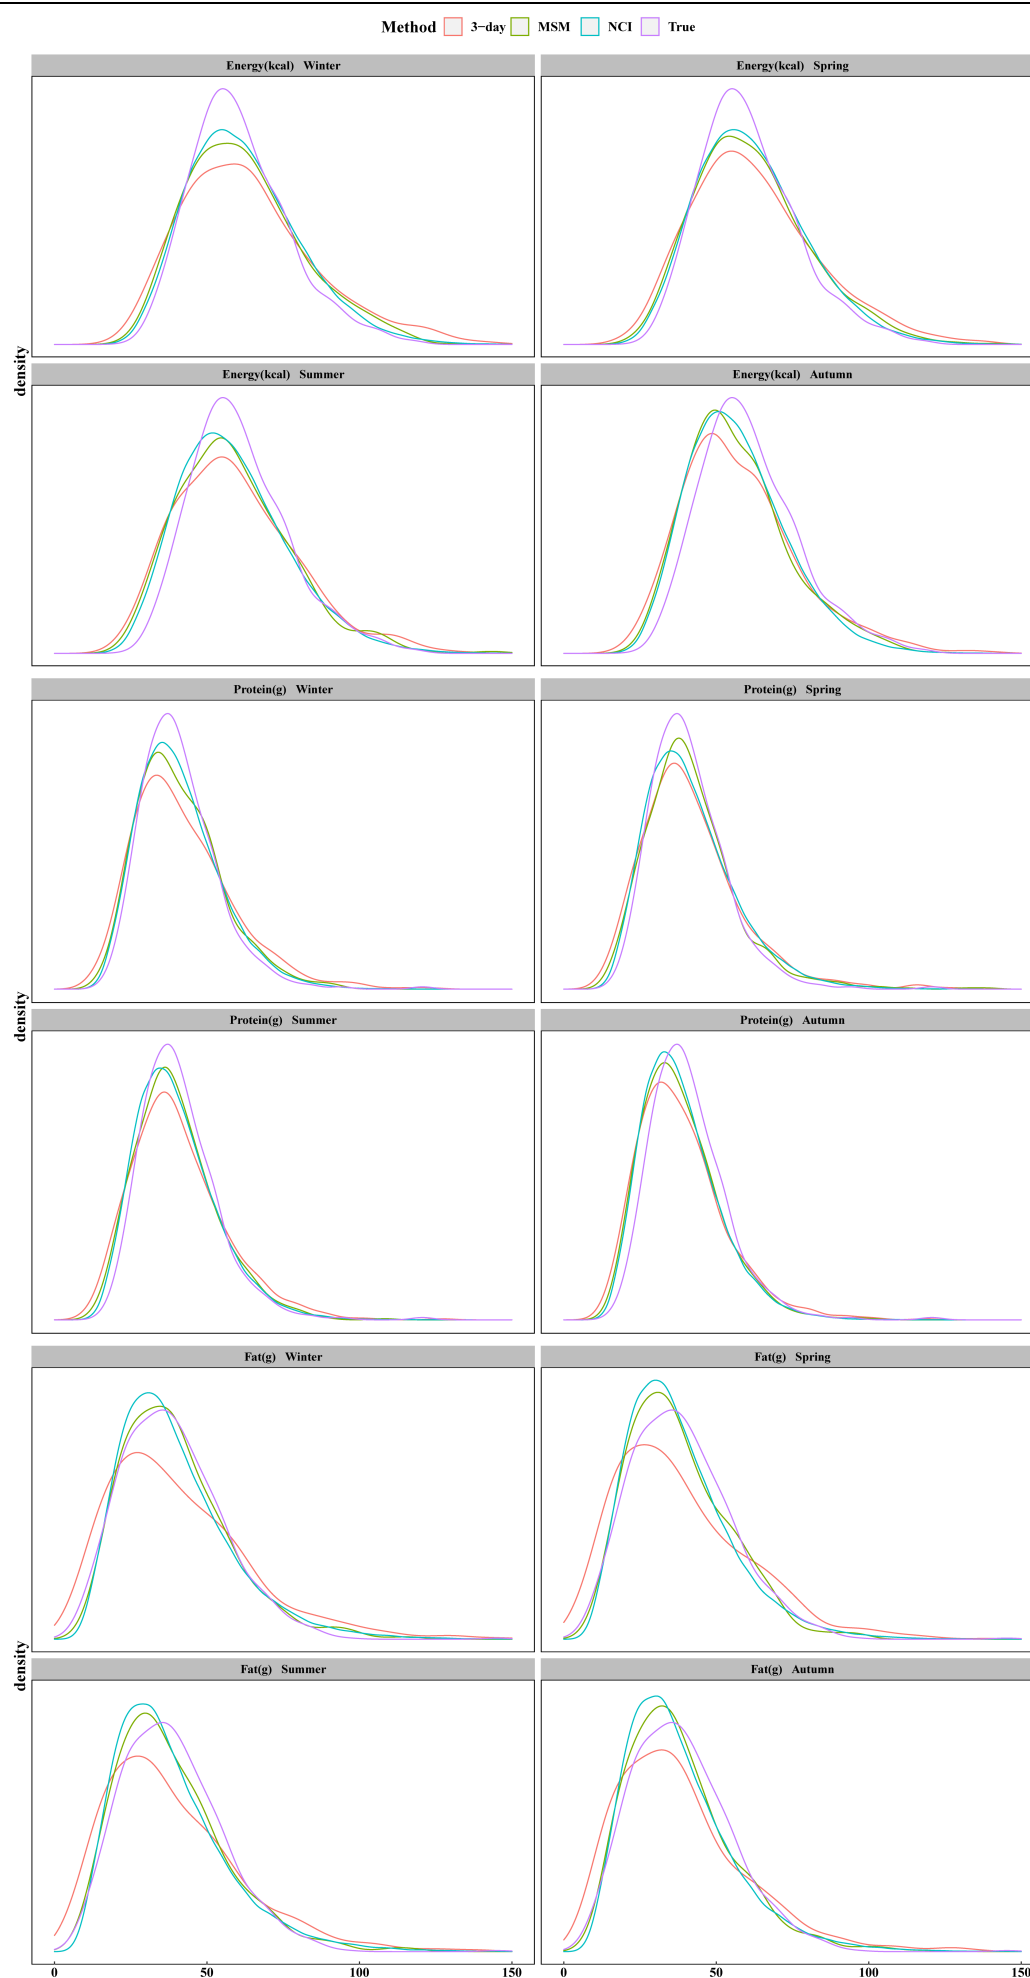 Method 3−day MSM NCI True
Energy(kcal) Winter
Energy(kcal) Spring
density
Energy(kcal) Summer
Energy(kcal) Autumn
Protein(g) Winter
Protein(g) Spring
density
Protein(g) Summer
Protein(g) Autumn
Fat(g) Winter
Fat(g) Spring
density
Fat(g) Summer
Fat(g) Autumn
0 50 100 150
0 50 100 150